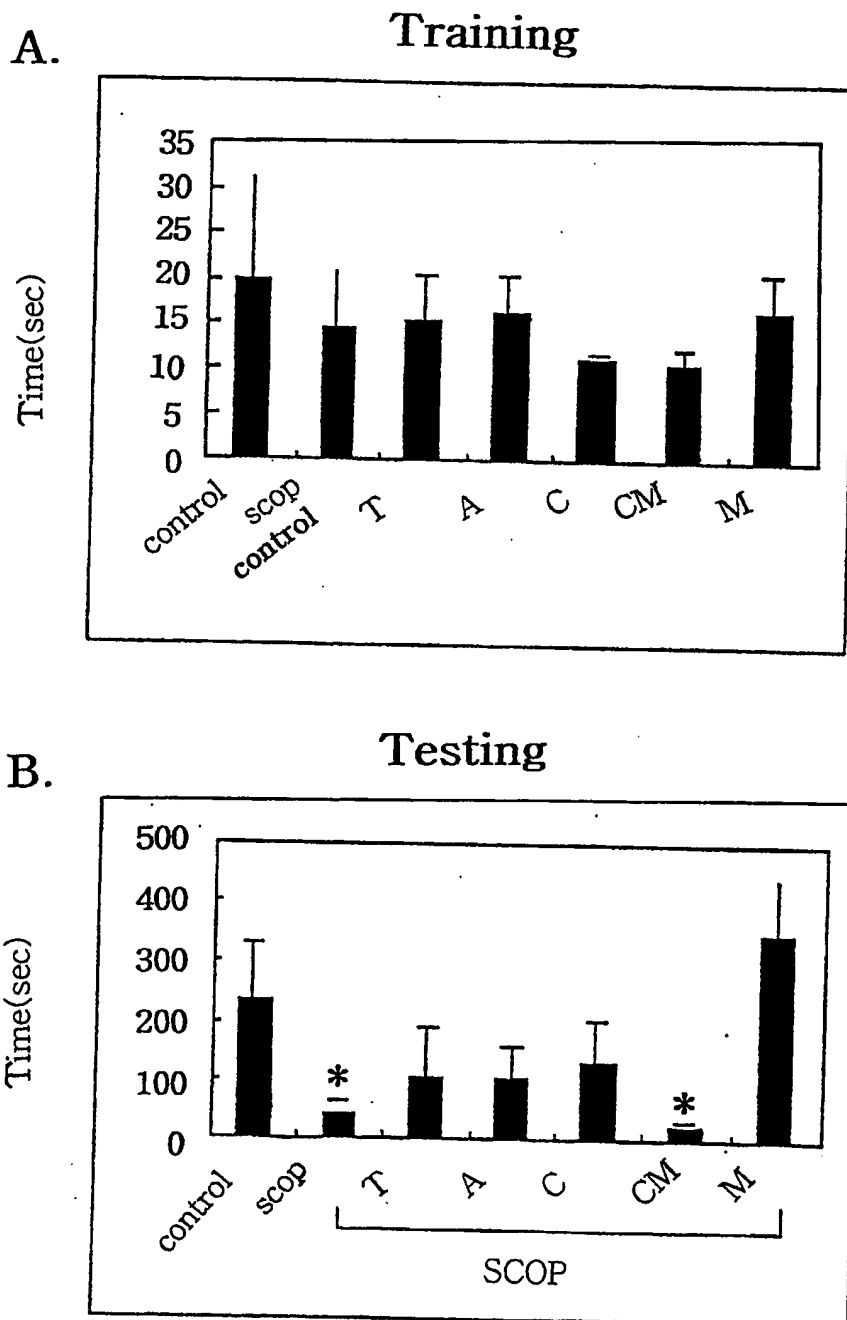 A.
Training
Time(sec)
35
30
25
20
15
10
5
0
control
scop
control
T
A
C
CM
M
B.
Testing
Time(sec)
500
400
300
200
100
0
*
*
control
scop
T
A
C
CM
M
SCOP